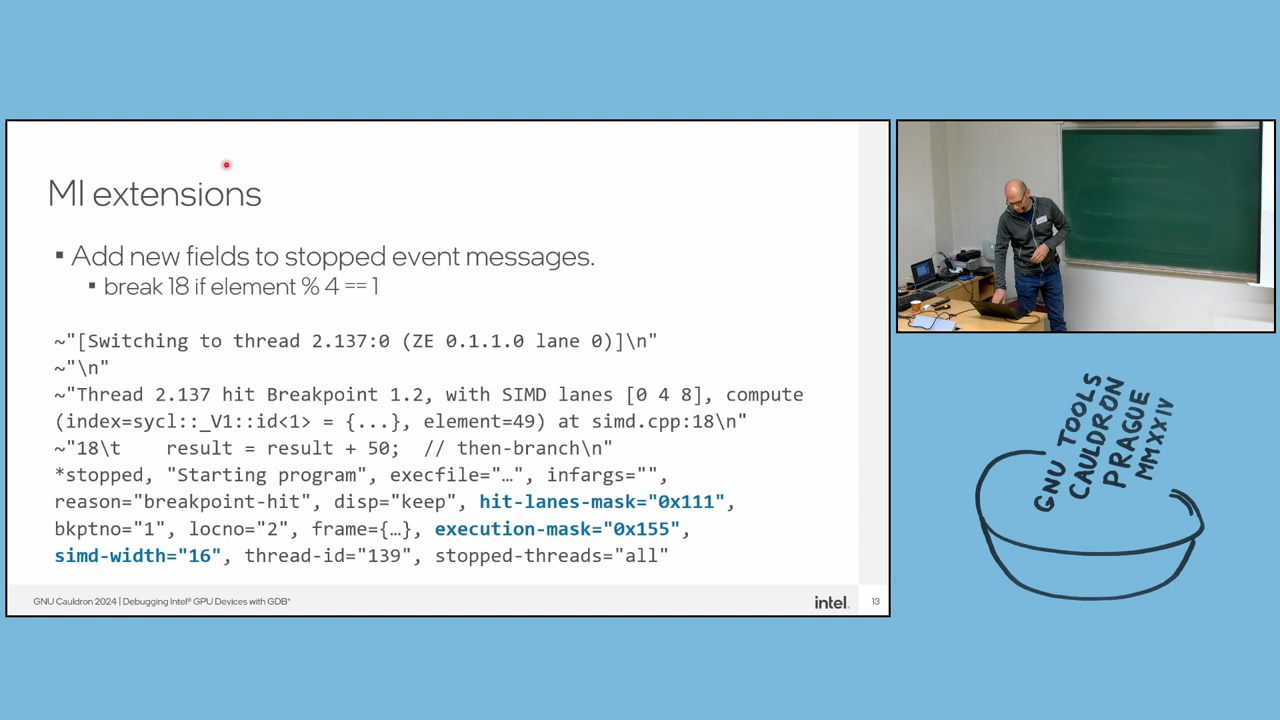 MI extensions
▪ Add new fields to stopped event messages.
▪ break 18 if element % 4 == 1
~"[Switching to thread 2.137:0 (ZE 0.1.1.0 lane 0)]\n"
~"\n"
~"Thread 2.137 hit Breakpoint 1.2, with SIMD lanes [0 4 8], compute
(index=sycl::_V1::id<1> = {...}, element=49) at simd.cpp:18\n"
~"18\t    result = result + 50;  // then-branch\n"
*stopped, "Starting program", execfile="…", infargs="",
reason="breakpoint-hit", disp="keep", hit-lanes-mask="0x111",
bkptno="1", locno="2", frame={…}, execution-mask="0x155",
simd-width="16", thread-id="139", stopped-threads="all"
GNU Cauldron 2024 | Debugging Intel® GPU Devices with GDB*
intel.
13
GNU TOOLS
CAULDRON
PRAGUE
MMXXIV